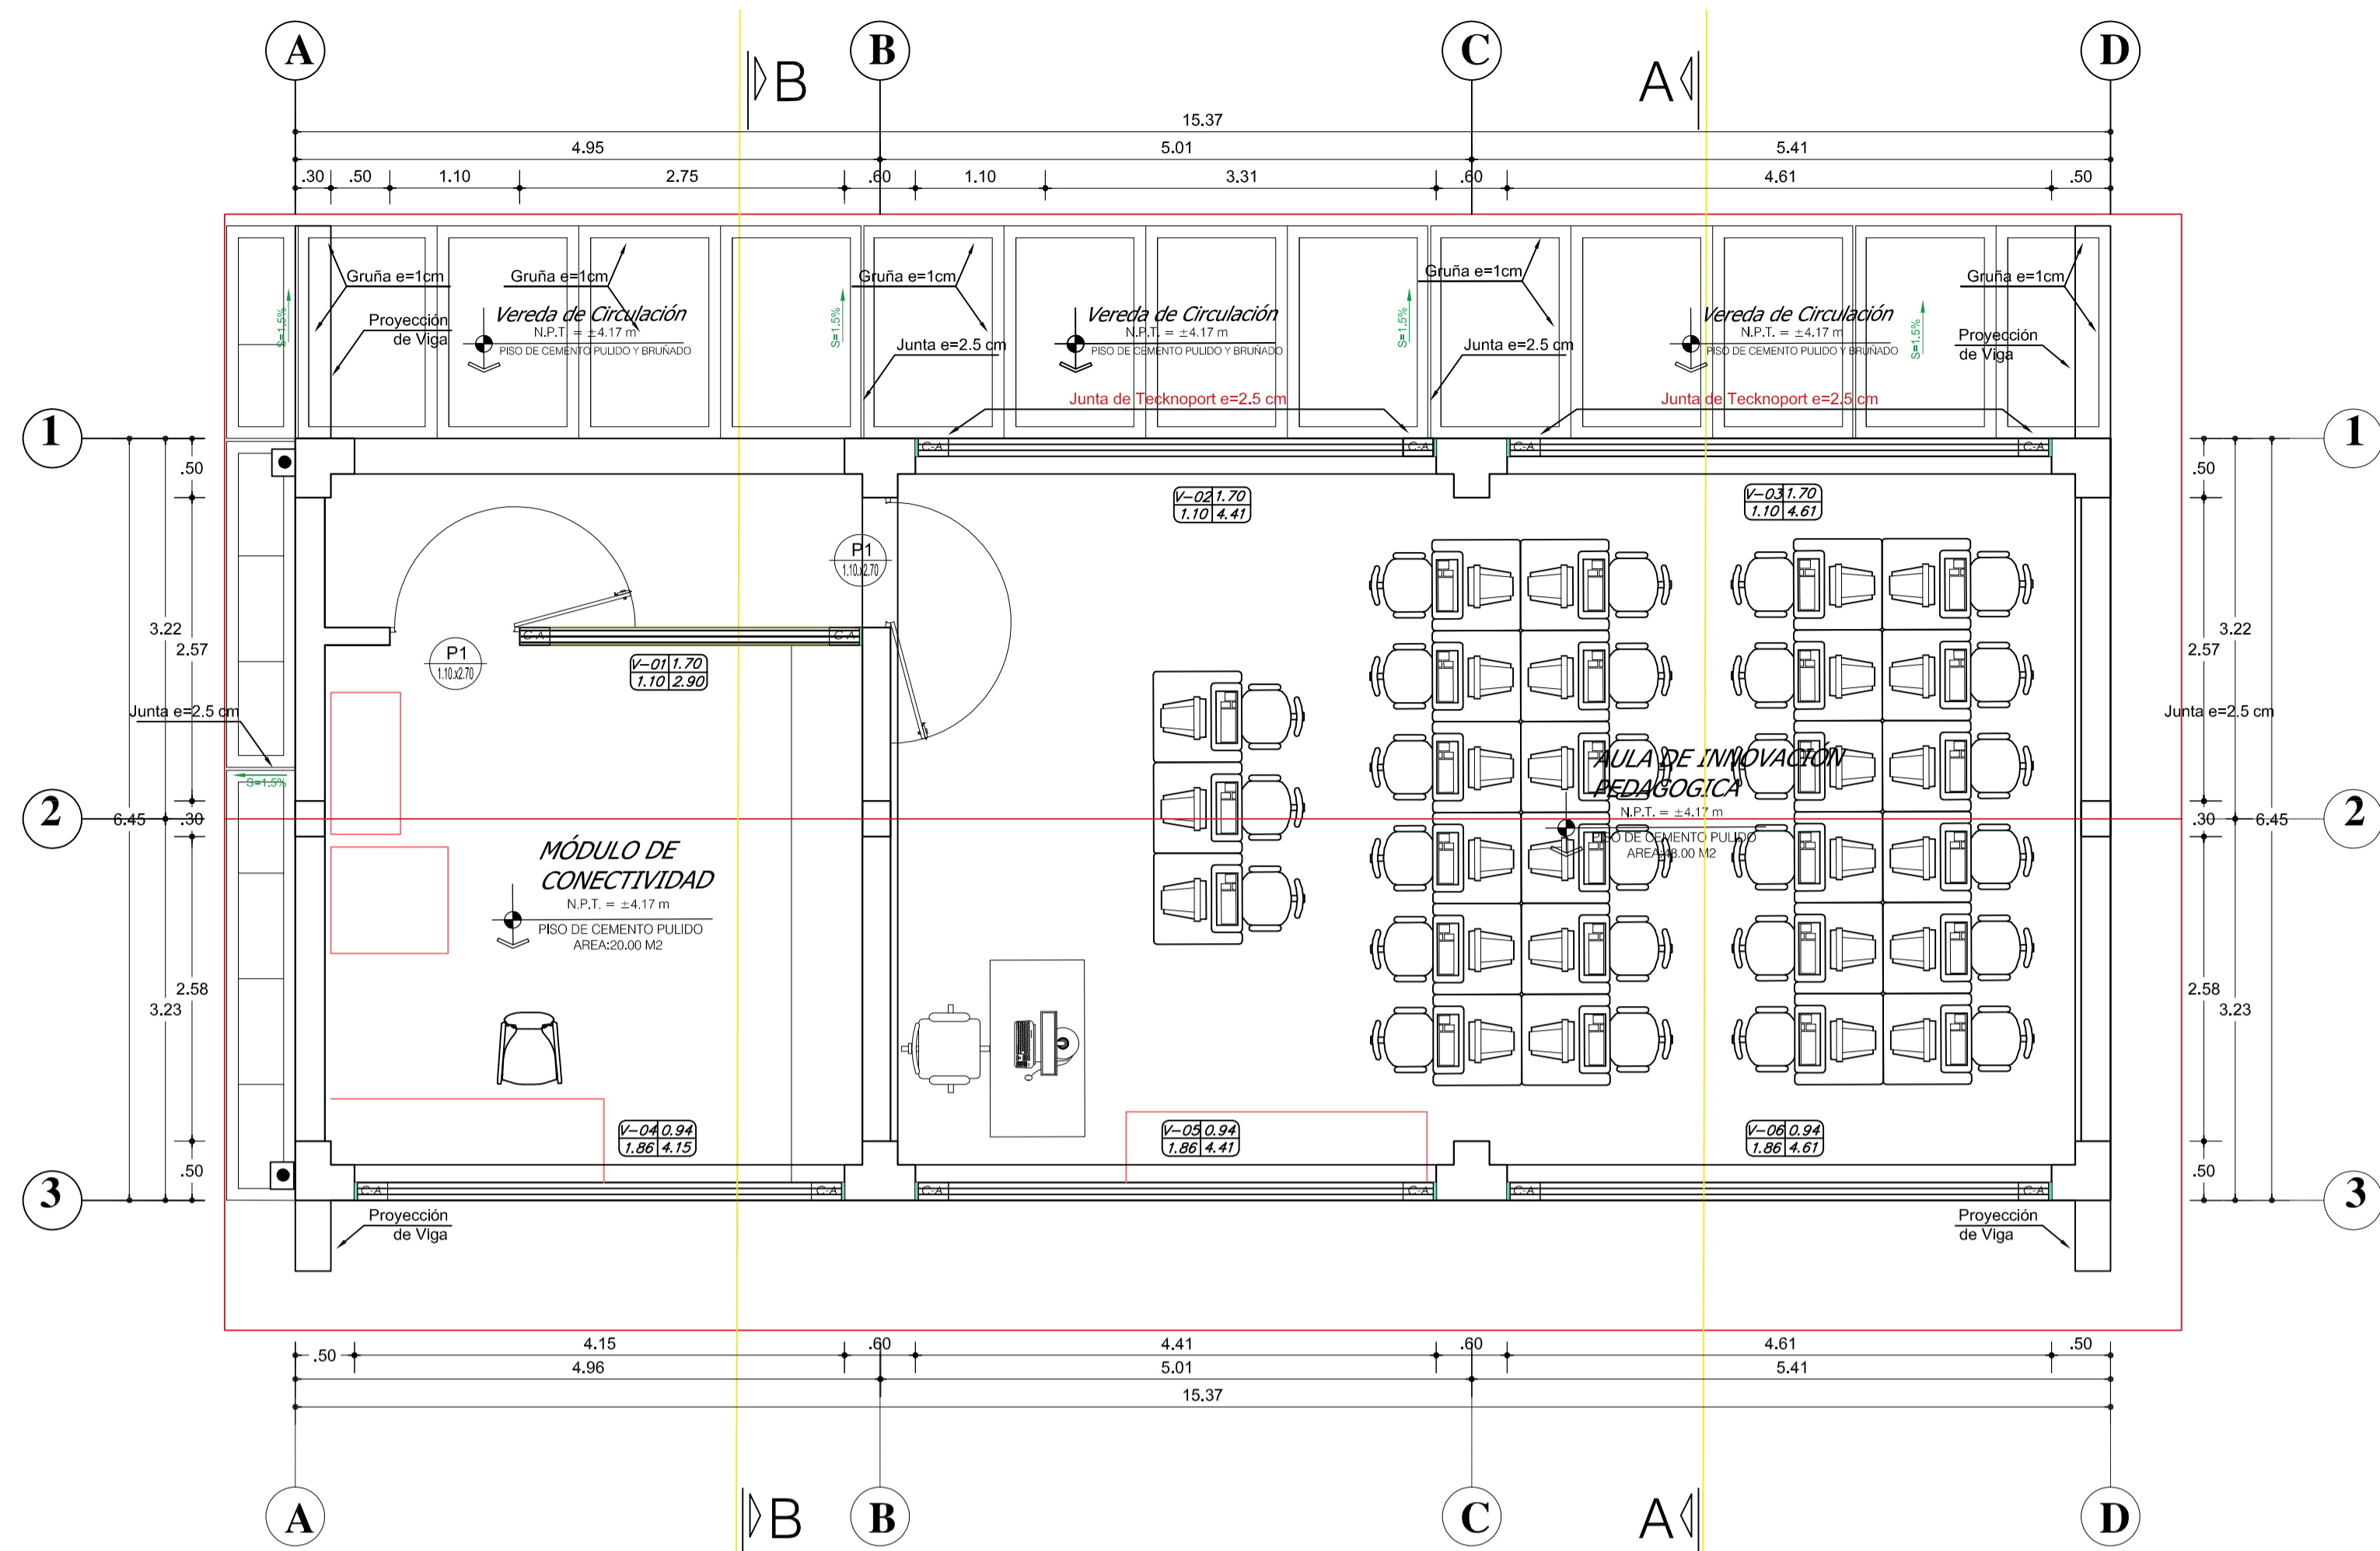 A
B
C
D
B
A
15.37
4.95
5.01
5.41
.30
.50
1.10
2.75
.60
1.10
3.31
.60
4.61
.50
Gruña e=1cm
Gruña e=1cm
Gruña e=1cm
Gruña e=1cm
Gruña e=1cm
S=1.5%
S=1.5%
S=1.5%
S=1.5%
Proyección
de Viga
Vereda de Circulación
N.P.T. = ±4.17 m
PISO DE CEMENTO PULIDO Y BRUÑADO
Junta e=2.5 cm
Vereda de Circulación
N.P.T. = ±4.17 m
PISO DE CEMENTO PULIDO Y BRUÑADO
Junta e=2.5 cm
Vereda de Circulación
N.P.T. = ±4.17 m
PISO DE CEMENTO PULIDO Y BRUÑADO
Proyección
de Viga
Junta de Tecknoport e=2.5 cm
Junta de Tecknoport e=2.5 cm
1
1
C-A
C-A
C-A
C-A
.50
.50
V-02 1.70
1.10 4.41
V-03 1.70
1.10 4.61
P1
1.10x2.70
3.22
2.57
3.22
2.57
C-A
C-A
P1
1.10x2.70
V-01 1.70
1.10 2.90
Junta e=2.5 cm
Junta e=2.5 cm
S=1.5%
AULA DE INNOVACIÓN
PEDAGOGICA
N.P.T. = ±4.17 m
PISO DE CEMENTO PULIDO
AREA:48.00 M2
2
6.45
.30
.30
6.45
2
MÓDULO DE
CONECTIVIDAD
N.P.T. = ±4.17 m
PISO DE CEMENTO PULIDO
AREA:20.00 M2
2.58
3.23
2.58
3.23
V-04 0.94
1.86 4.15
V-05 0.94
1.86 4.41
V-06 0.94
1.86 4.61
.50
.50
3
C-A
C-A
C-A
C-A
C-A
C-A
3
Proyección
de Viga
Proyección
de Viga
.50
4.15
.60
4.41
.60
4.61
.50
4.96
5.01
5.41
15.37
A
B
B
C
A
D